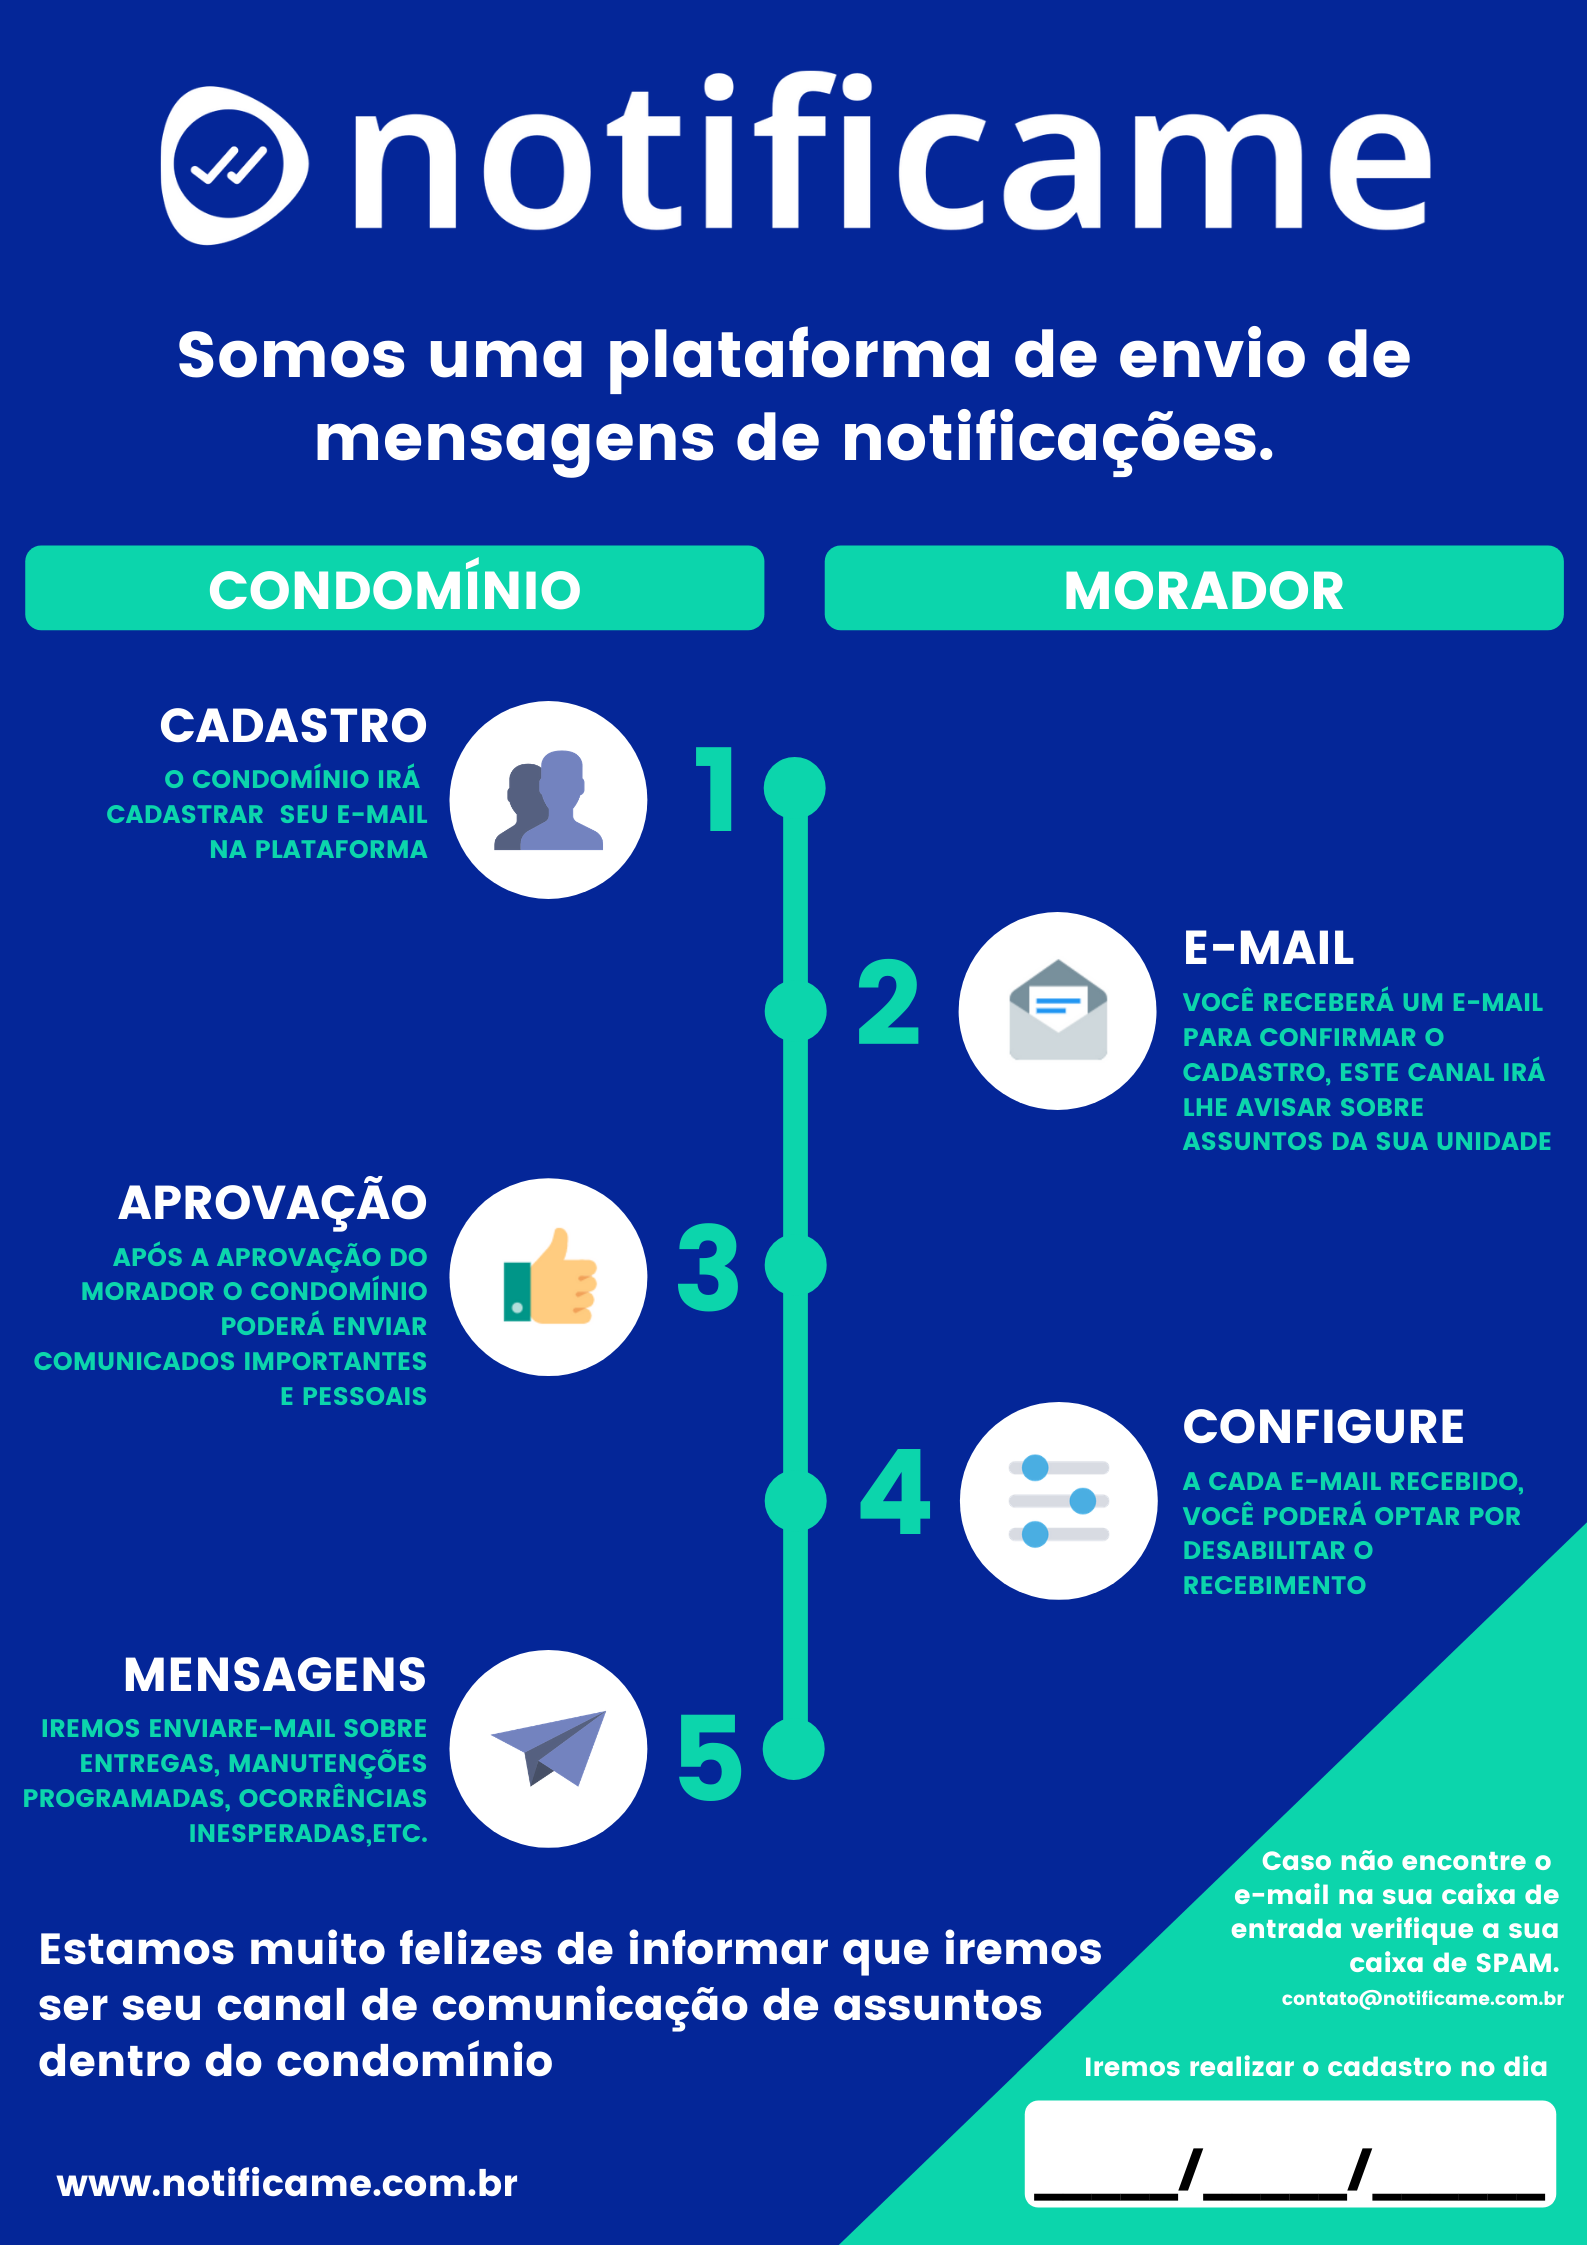 notificame
Somos uma plataforma de envio de
mensagens de notificações.
CONDOMÍNIO
MORADOR
CADASTRO
O CONDOMÍNIO IRÁ
CADASTRAR SEU E-MAIL
NA PLATAFORMA
1
2
E-MAIL
VOCÊ RECEBERÁ UM E-MAIL
PARA CONFIRMAR O
CADASTRO, ESTE CANAL IRÁ
LHE AVISAR SOBRE
ASSUNTOS DA SUA UNIDADE
APROVAÇÃO
APÓS A APROVAÇÃO DO
MORADOR O CONDOMÍNIO
PODERÁ ENVIAR
COMUNICADOS IMPORTANTES
E PESSOAIS
3
4
CONFIGURE
A CADA E-MAIL RECEBIDO,
VOCÊ PODERÁ OPTAR POR
DESABILITAR O
RECEBIMENTO
MENSAGENS
IREMOS ENVIARE-MAIL SOBRE
ENTREGAS, MANUTENÇÕES
PROGRAMADAS, OCORRÊNCIAS
INESPERADAS,ETC.
5
Estamos muito felizes de informar que iremos
ser seu canal de comunicação de assuntos
dentro do condomínio
www.notificame.com.br
Caso não encontre o
e-mail na sua caixa de
entrada verifique a sua
caixa de SPAM.
contato@notificame.com.br
Iremos realizar o cadastro no dia
_____/_____/______